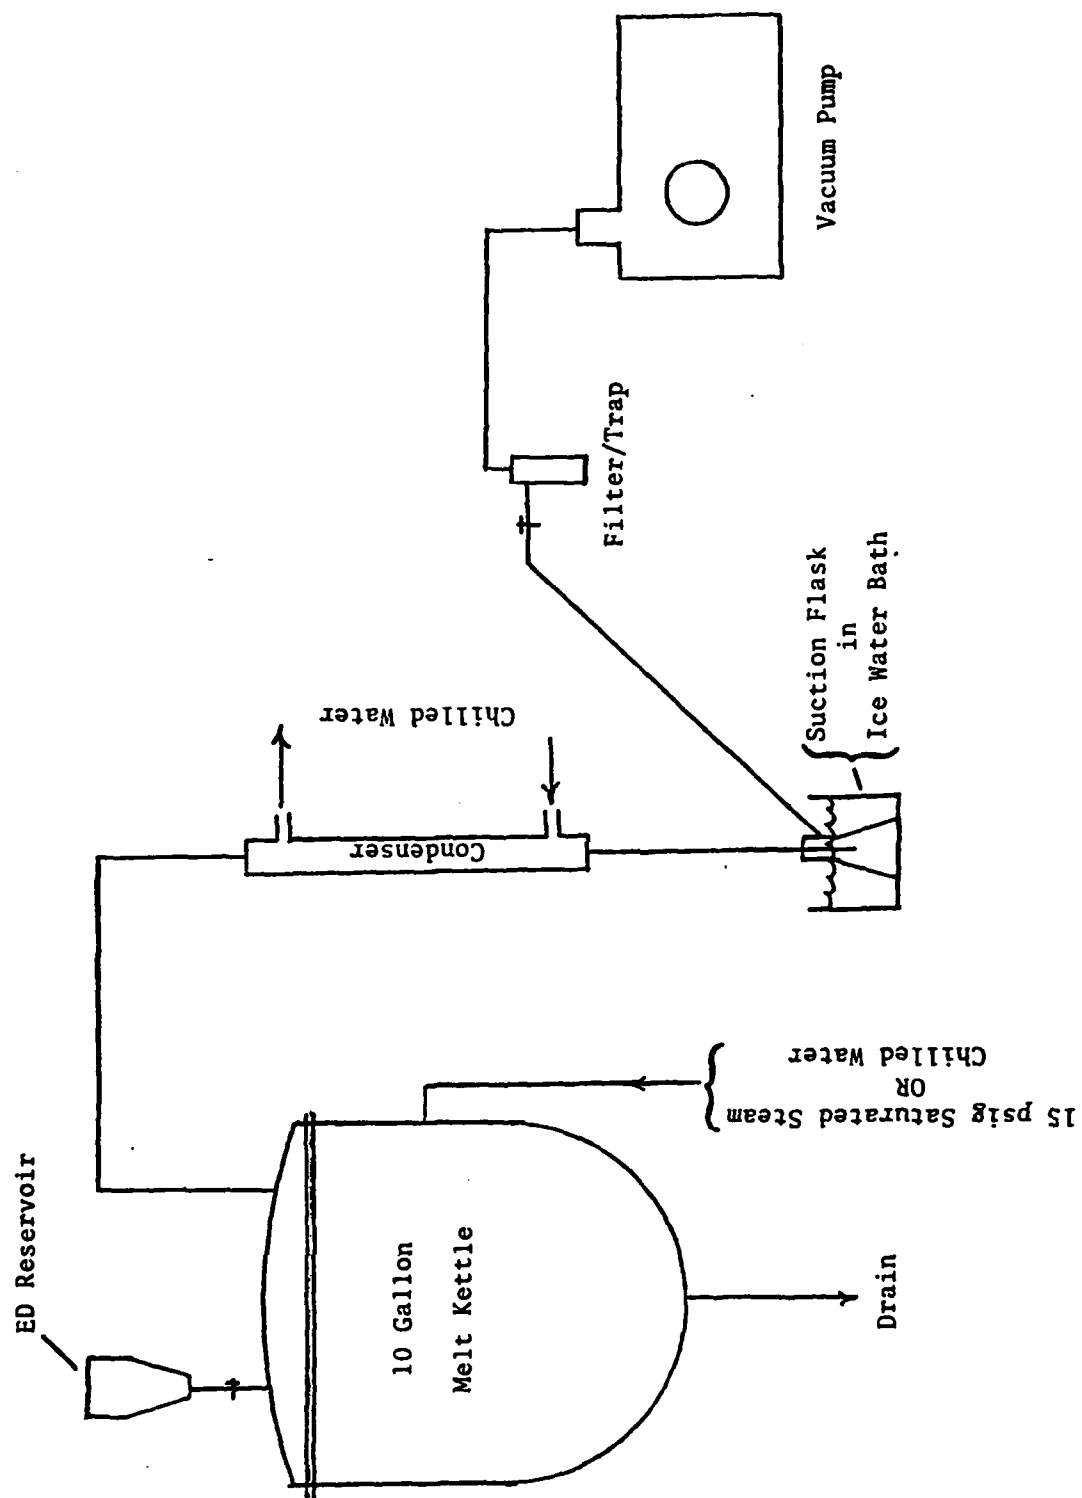 ED Reservoir
10 Gallon
Melt Kettle
Drain
15 psig Saturated Steam
OR
Chilled Water
Condenser
Chilled Water
Suction Flask
in
Ice Water Bath
Filter/Trap
Vacuum Pump